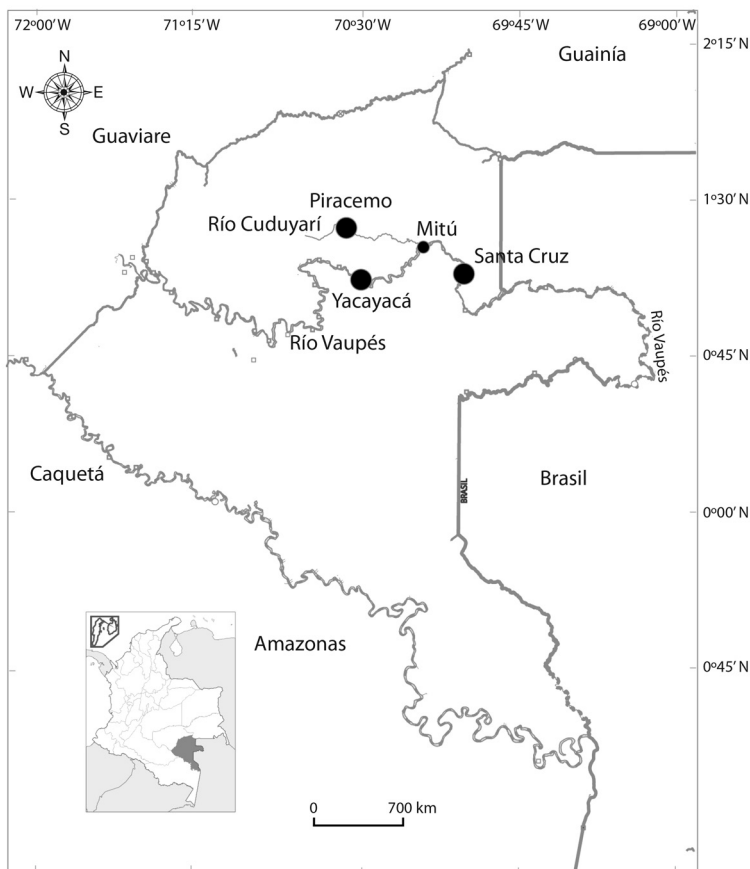 72°00'W
71°15'W
70°30'W
69°45'W
69°00'W
2°15' N
Guainía
N
W
E
S
Guaviare
1°30' N
Piracemo
Río Cuduyarí
Mitú
Santa Cruz
Yacayacá
Río Vaupés
Río Vaupés
0°45' N
Caquetá
BRASIL
Brasil
0°00' N
Amazonas
0°45' N
0
700 km